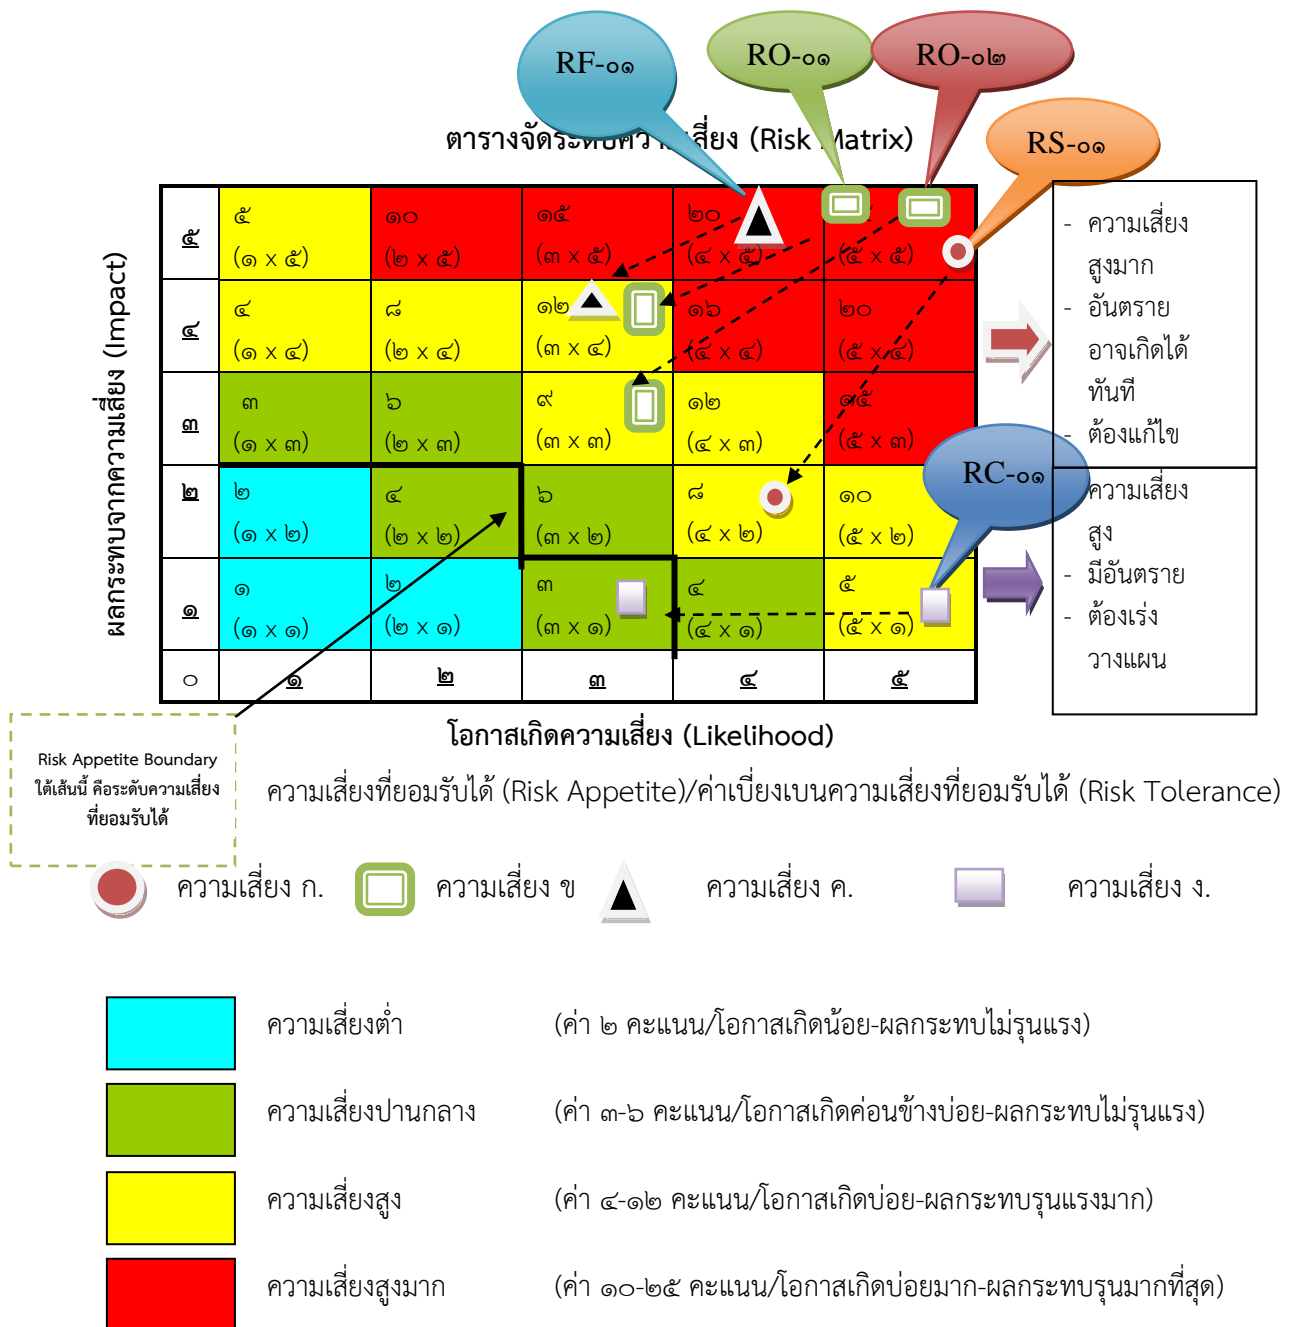 RF-๐๑
RO-๐๑
RO-๐๒
RS-๐๑
ตารางจัดระดับความเสี่ยง (Risk Matrix)
ผลกระทบจากความเสี่ยง (Impact)
๕
๕
๑๐
๑๕
๒๐
(๑ x ๕)
(๒ x ๕)
(๓ x ๕)
(๔ x ๕)
(๕ x ๕)
๔
๔
๘
๑๒
๑๖
๒๐
(๑ x ๔)
(๒ x ๔)
(๓ x ๔)
(๔ x ๔)
(๕ x ๔)
๓
๓
๖
๙
๑๒
๑๕
(๑ x ๓)
(๒ x ๓)
(๓ x ๓)
(๔ x ๓)
(๕ x ๓)
๒
๒
๔
๖
๘
๑๐
(๑ x ๒)
(๒ x ๒)
(๓ x ๒)
(๔ x ๒)
(๕ x ๒)
๑
๑
๒
๓
๔
๕
(๑ x ๑)
(๒ x ๑)
(๓ x ๑)
(๔ x ๑)
(๕ x ๑)
๐
๑
๒
๓
๔
๕
- ความเสี่ยง
สูงมาก
- อันตราย
อาจเกิดได้
ทันที
- ต้องแก้ไข
RC-๐๑
ความเสี่ยง
สูง
- มีอันตราย
- ต้องเร่ง
วางแผน
โอกาสเกิดความเสี่ยง (Likelihood)
Risk Appetite Boundary
ใต้เส้นนี้ คือระดับความเสี่ยง
ที่ยอมรับได้
ความเสี่ยงที่ยอมรับได้ (Risk Appetite)/ค่าเบี่ยงเบนความเสี่ยงที่ยอมรับได้ (Risk Tolerance)
ความเสี่ยง ก.
ความเสี่ยง ข
ความเสี่ยง ค.
ความเสี่ยง ง.
ความเสี่ยงต่ำ (ค่า ๒ คะแนน/โอกาสเกิดน้อย-ผลกระทบไม่รุนแรง)
ความเสี่ยงปานกลาง (ค่า ๓-๖ คะแนน/โอกาสเกิดค่อนข้างบ่อย-ผลกระทบไม่รุนแรง)
ความเสี่ยงสูง (ค่า ๔-๑๒ คะแนน/โอกาสเกิดบ่อย-ผลกระทบรุนแรงมาก)
ความเสี่ยงสูงมาก (ค่า ๑๐-๒๕ คะแนน/โอกาสเกิดบ่อยมาก-ผลกระทบรุนมากที่สุด)